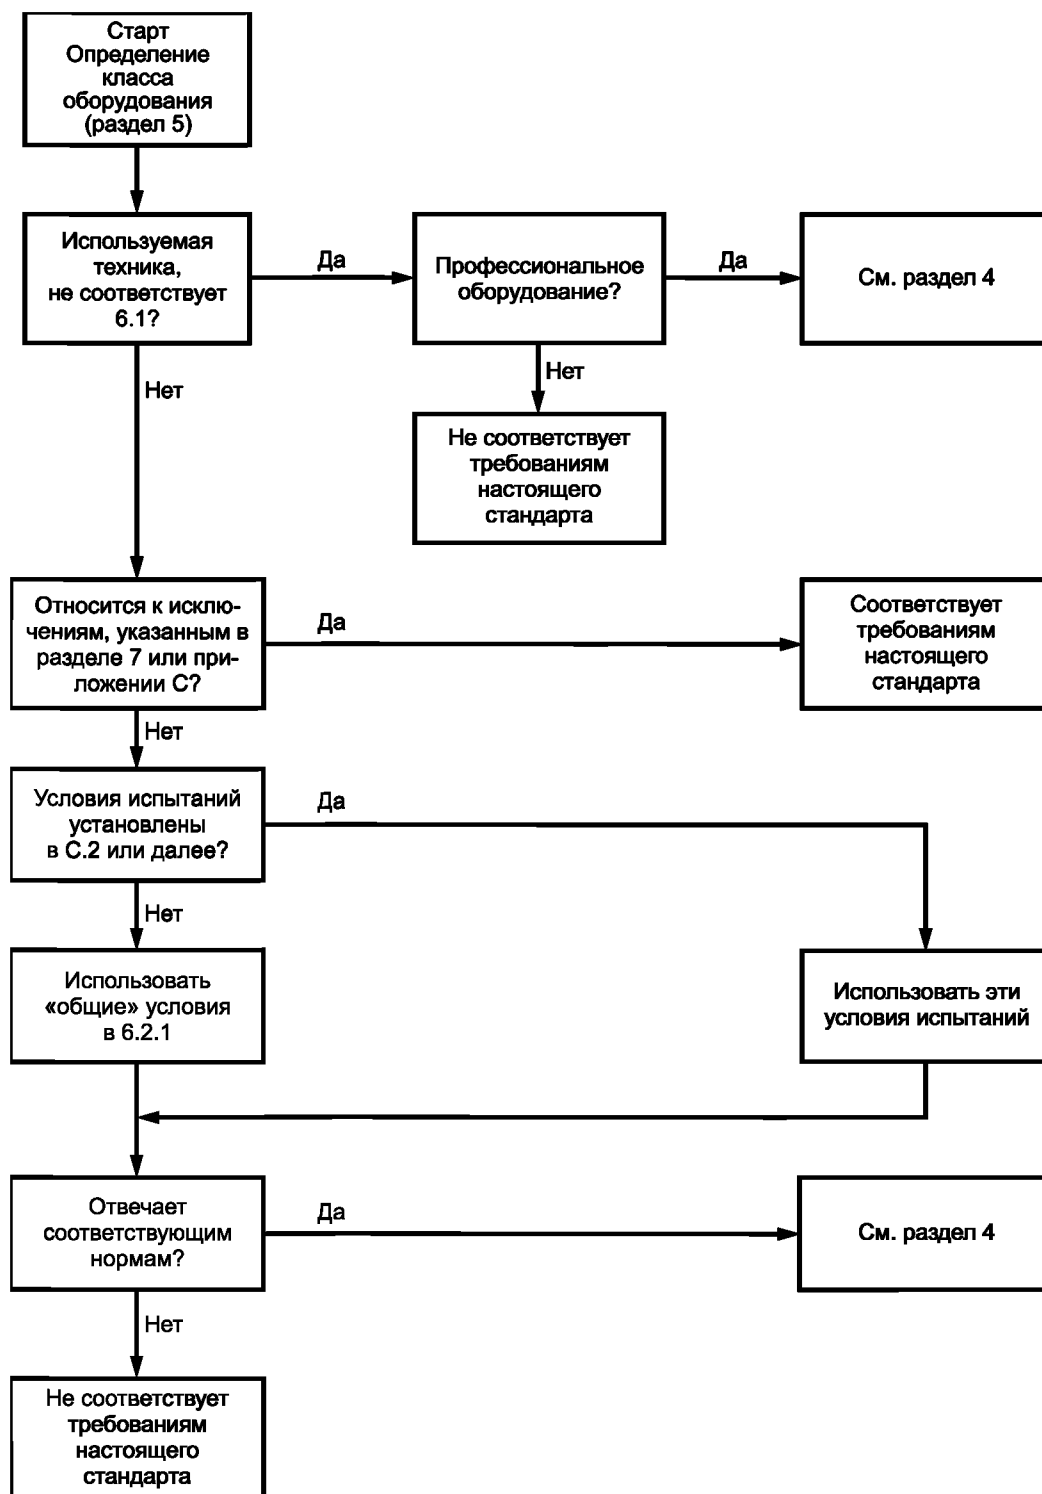 Старт
Определение
класса
оборудования
(раздел 5)
Используемая
техника,
не соответствует
6.1?
Да
Профессиональное
оборудование?
Да
См. раздел 4
Нет
Нет
Не соответствует
требованиям
настоящего
стандарта
Относится к исклю-
чениям, указанным в
разделе 7 или при-
ложении С?
Да
Соответствует
требованиям
настоящего
стандарта
Нет
Условия испытаний
установлены
в С.2 или далее?
Да
Нет
Использовать
«общие» условия
в 6.2.1
Использовать эти
условия испытаний
Отвечает
соответствующим
нормам?
Да
См. раздел 4
Нет
Не соответствует
требованиям
настоящего
стандарта